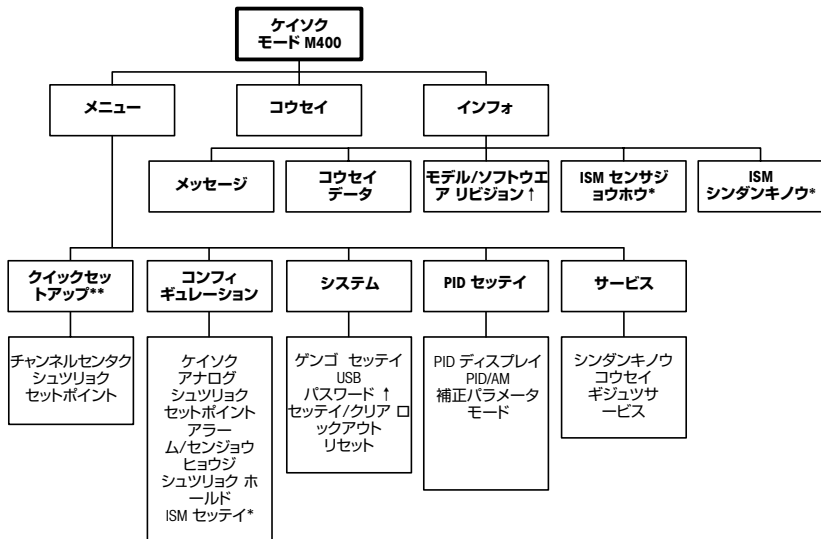 ケイソク
モード M400
メニュー
コウセイ
インフォ
メッセージ
コウセイ
データ
モデル/ソフトウエ
ア リビジョン ↑
ISM センサジ
ョウホウ*
ISM
シンダンキノウ*
クイックセッ
トアップ**
コンフィ
ギュレーション
システム
PID セッテイ
サービス
チャンネルセンタク
シュツリョク
セットポイント
ケイソク
アナログ
シュツリョク
セットポイント
アラー
ム/センジョウ
ヒョウジ
シュツリョク ホ
ールド
ISM セッテイ*
ゲンゴ セッテイ
USB
パスワード ↑
セッテイ/クリア ロ
ックアウト
リセット
PID ディスプレイ
PID/AM
補正パラメータ
モード
シンダンキノウ
コウセイ
ギジュツサ
ービス